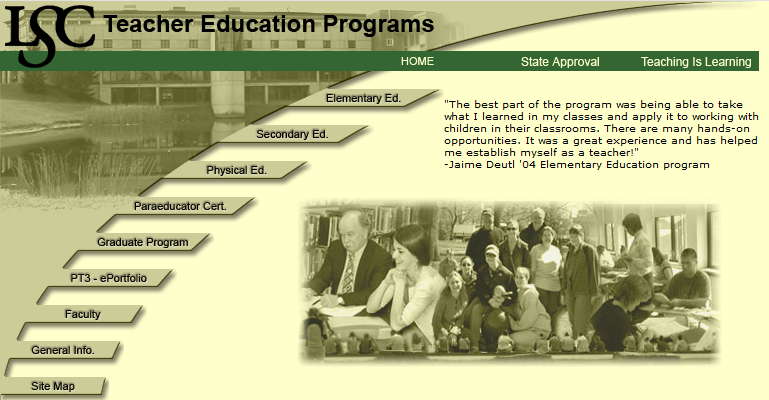 LSC Teacher Education Programs
HOME State Approval Teaching Is Learning
Elementary Ed.
Secondary Ed.
Physical Ed.
Paraeducator Cert.
Graduate Program
PT3 - ePortfolio
Faculty
General Info.
Site Map
"The best part of the program was being able to take
what I learned in my classes and apply it to working with
children in their classrooms. There are many hands-on
opportunities. It was a great experience and has helped
me establish myself as a teacher!"
-Jaime Deutl '04 Elementary Education program